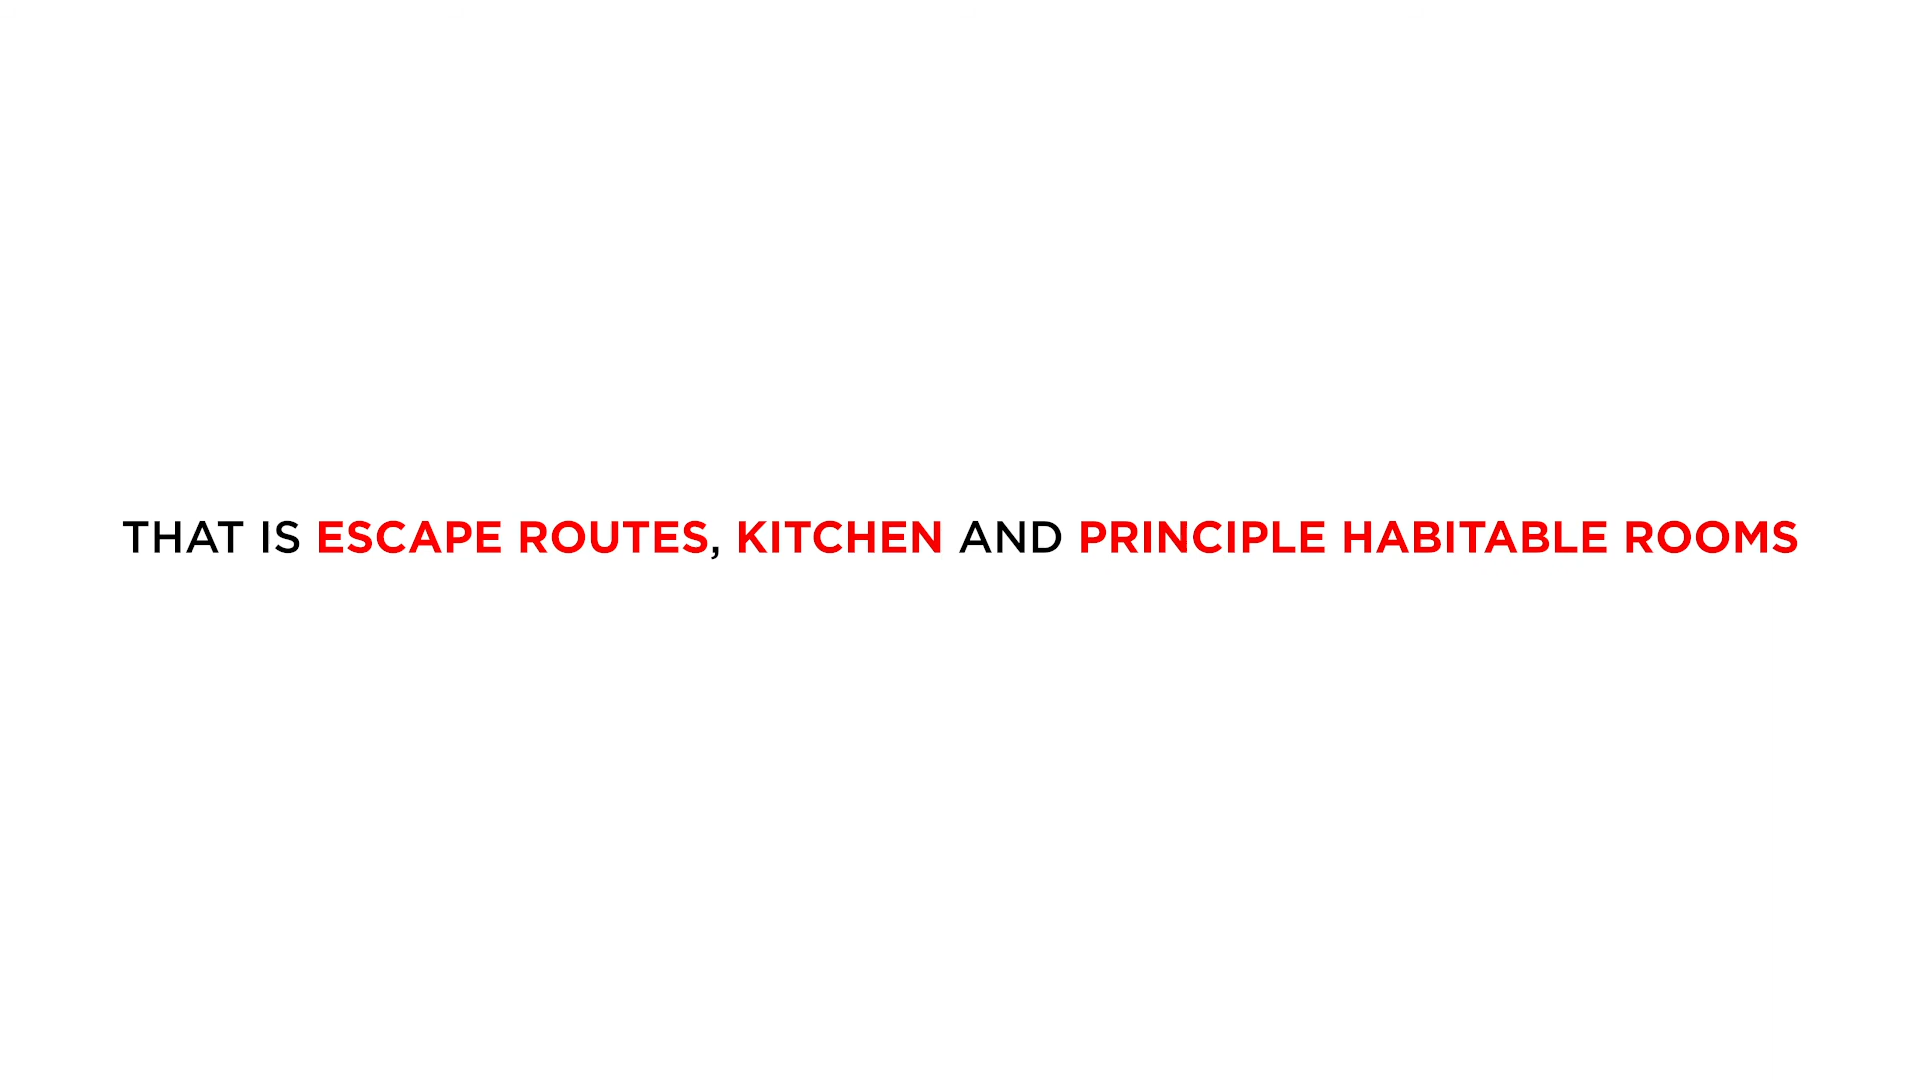 THAT IS ESCAPE ROUTES, KITCHEN AND PRINCIPLE HABITABLE ROOMS